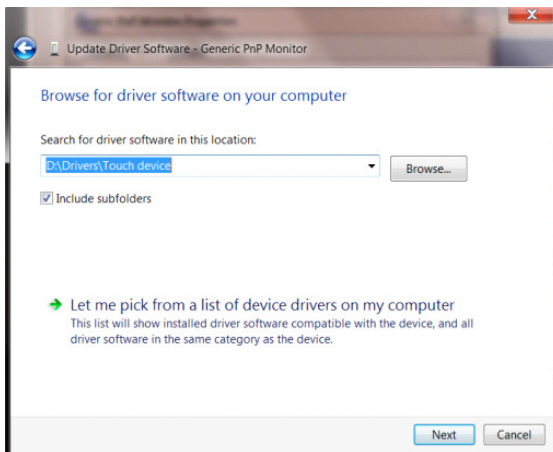 Update Driver Software - Generic PnP Monitor
Browse for driver software on your computer
Search for driver software in this location:
D:\Drivers\Touch device
Browse...
Include subfolders
Let me pick from a list of device drivers on my computer
This list will show installed driver software compatible with the device, and all
driver software in the same category as the device.
Next
Cancel